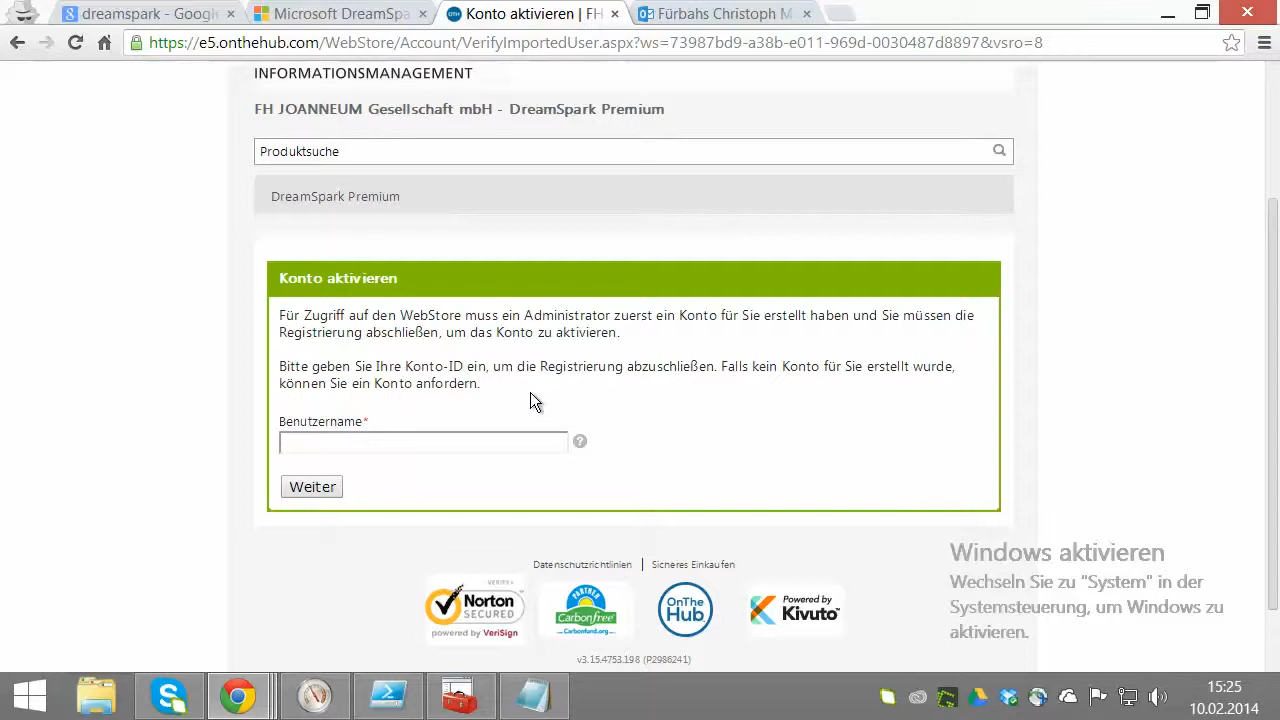 dreamspark - Googl
Microsoft DreamSpa
Konto aktivieren | FH
Fürbahs Christoph M
https://e5.onthehub.com/WebStore/Account/VerifyImportedUser.aspx?ws=73987bd9-a38b-e011-969d-0030487d8897&vsro=8
INFORMATIONSMANAGEMENT
FH JOANNEUM Gesellschaft mbH - DreamSpark Premium
Produktsuche
DreamSpark Premium
Konto aktivieren
Für Zugriff auf den WebStore muss ein Administrator zuerst ein Konto für Sie erstellt haben und Sie müssen die
Registrierung abschließen, um das Konto zu aktivieren.
Bitte geben Sie Ihre Konto-ID ein, um die Registrierung abzuschließen. Falls kein Konto für Sie erstellt wurde,
können Sie ein Konto anfordern.
Benutzername*
Weiter
Datenschutzrichtlinien | Sicheres Einkaufen
Windows aktivieren
Wechseln Sie zu "System" in der
Systemsteuerung, um Windows zu
aktivieren.
Norton
SECURED
powered by VeriSign
PARTNER
Carbonfree
Carbonfund.org
OnThe
Hub
Powered by
Kivuto
v3.15.4753.198 (P2986241)
15:25
10.02.2014